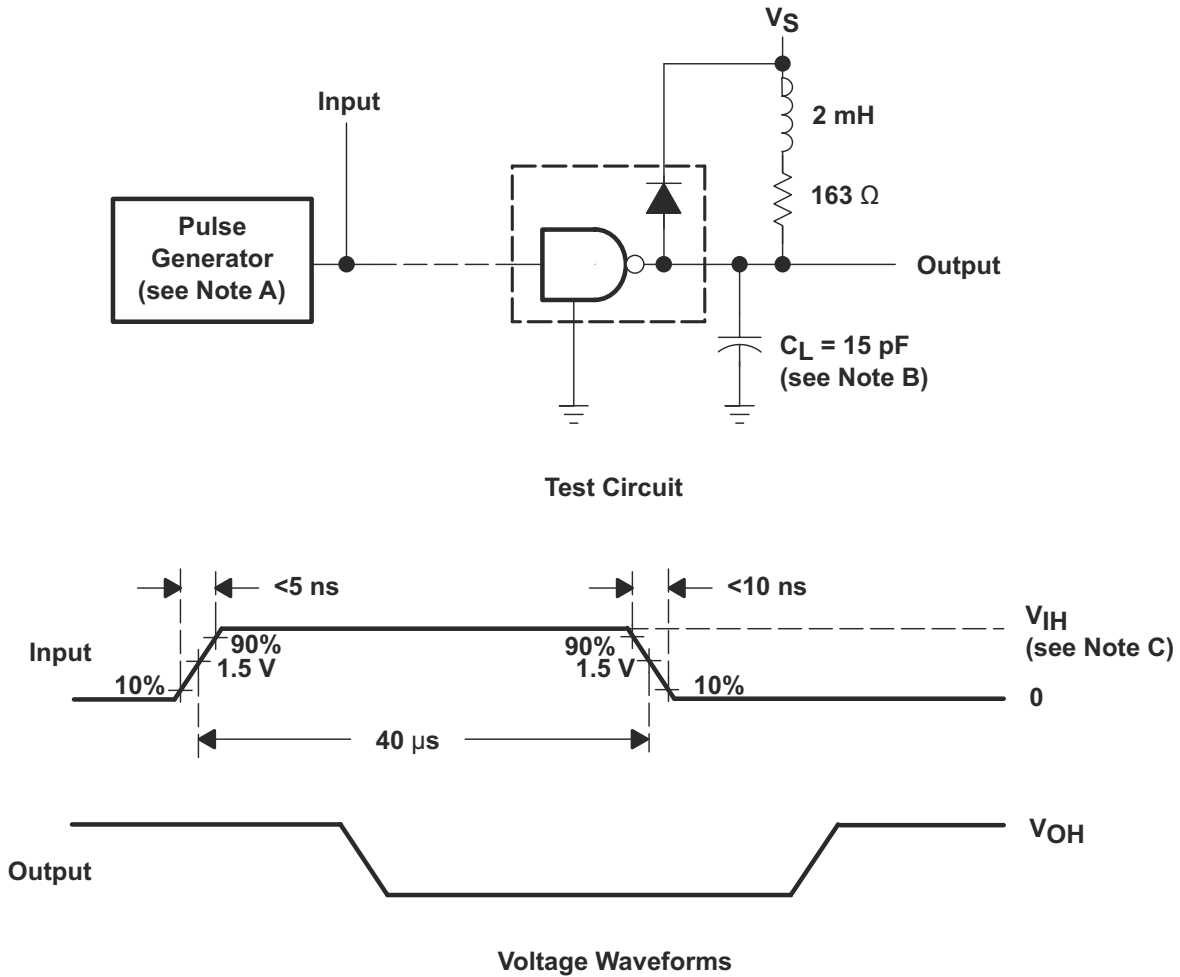 VS
Input
2 mH
163 Ω
Pulse
Generator
(see Note A)
Output
CL = 15 pF
(see Note B)
Test Circuit
<5 ns
<10 ns
VIH
(see Note C)
Input
90%
1.5 V
10%
90%
1.5 V
10%
0
40 μs
VOH
Output
Voltage Waveforms